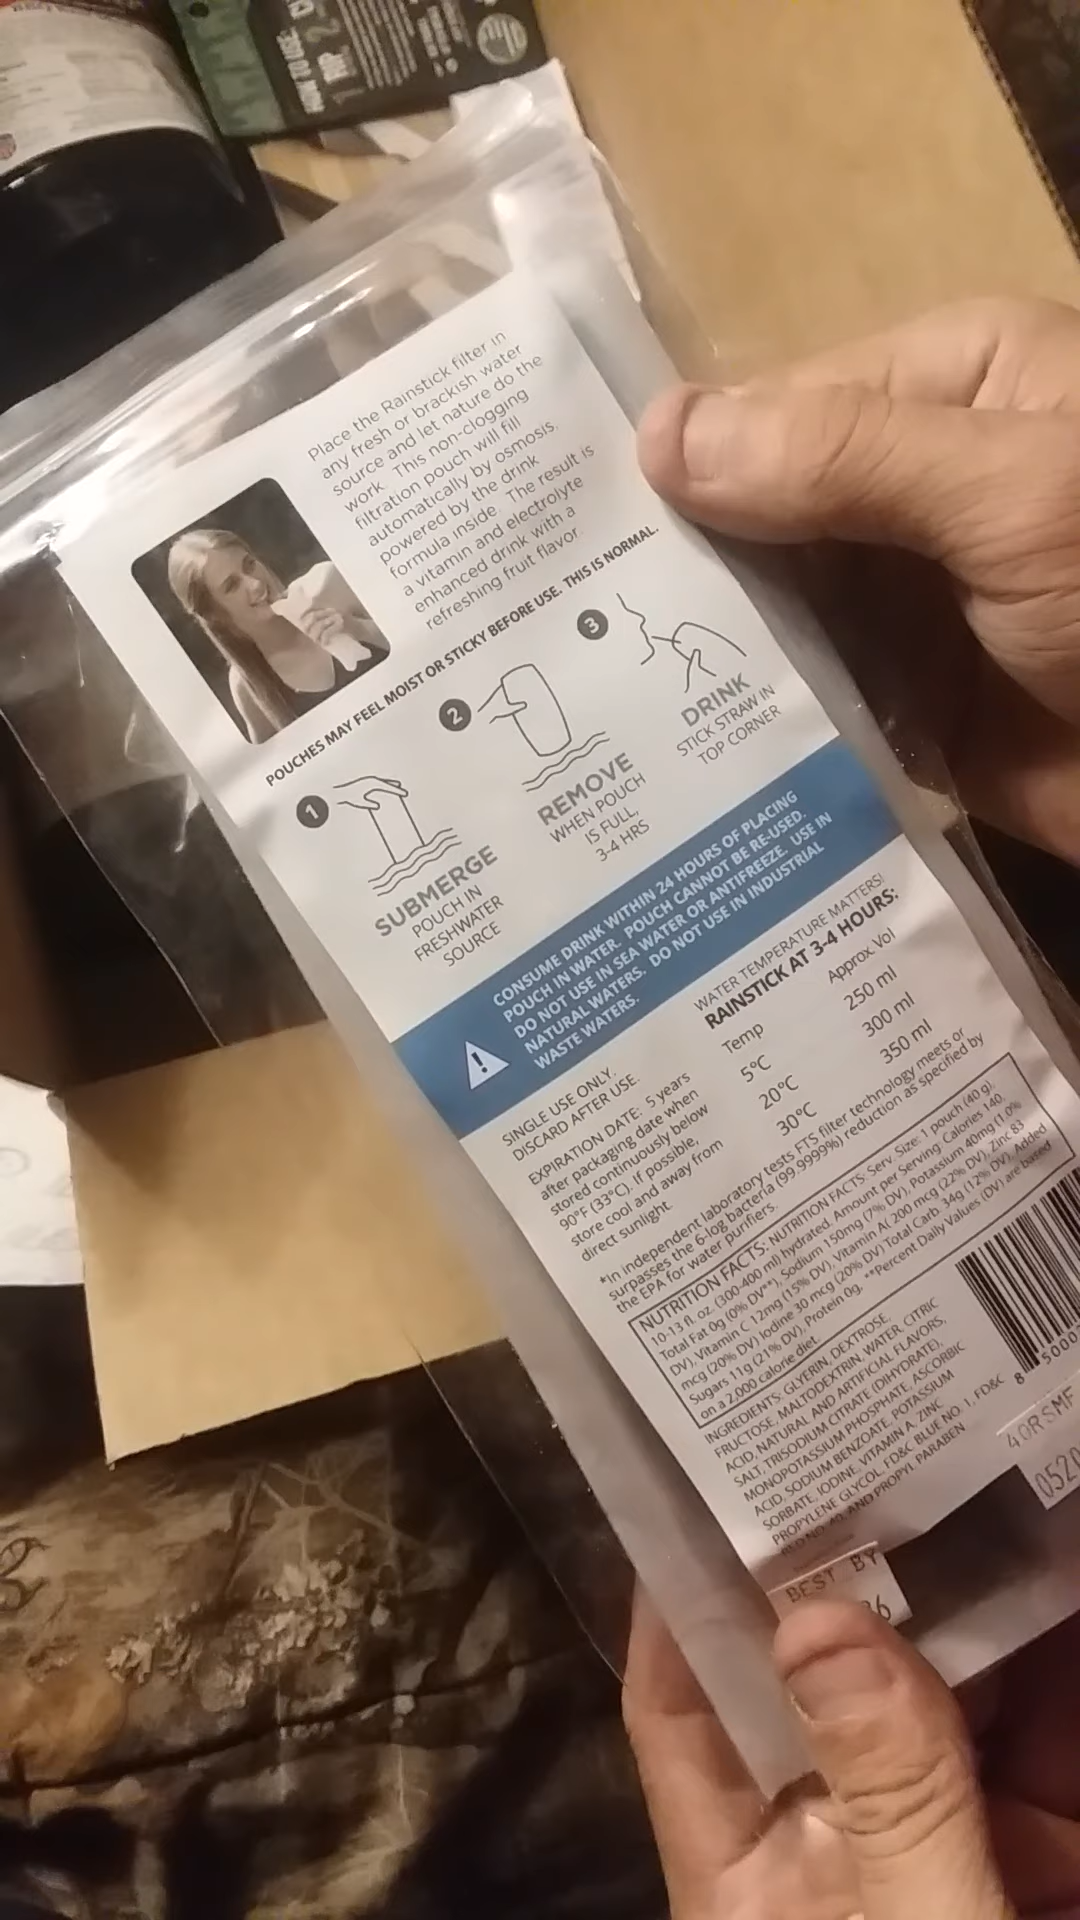 HOW TO USE:
Place the Rainstick filter in
any fresh or brackish water
source and let nature do the
work. This non-clogging
filtration pouch will fill
automatically by osmosis,
powered by the drink
formula inside. The result is
a vitamin and electrolyte
enhanced drink with a
refreshing fruit flavor.
POUCHES MAY FEEL MOIST OR STICKY BEFORE USE. THIS IS NORMAL.
1
SUBMERGE
POUCH IN
FRESHWATER
SOURCE
2
REMOVE
WHEN POUCH
IS FULL,
3-4 HRS
3
DRINK
STICK STRAW IN
TOP CORNER
!
CONSUME DRINK WITHIN 24 HOURS OF PLACING
POUCH IN WATER. POUCH CANNOT BE RE-USED.
DO NOT USE IN SEA WATER OR ANTIFREEZE. USE IN
NATURAL WATERS. DO NOT USE IN INDUSTRIAL
WASTE WATERS.
SINGLE USE ONLY.
DISCARD AFTER USE.
EXPIRATION DATE: 5 years
after packaging date when
stored continuously below
90°F (33°C). If possible,
store cool and away from
direct sunlight.
WATER TEMPERATURE MATTERS!
RAINSTICK AT 3-4 HOURS:
Temp Approx. Vol
5°C 250 ml
20°C 300 ml
30°C 350 ml
*In independent laboratory tests FTS filter technology meets or
surpasses the 6-log bacteria (99.9999%) reduction as specified by
the EPA for water purifiers.
NUTRITION FACTS: NUTRITION FACTS: Serv. Size: 1 pouch (40 g),
10-13 fl. oz. (300-400 ml) hydrated. Amount per Serving: Calories 140,
Total Fat 0g (0% DV**), Sodium 150mg (7% DV), Potassium 40mg (1.0%
DV), Vitamin C 12mg (15% DV), Vitamin A( 200 mcg (22% DV), Zinc 83
mcg (20% DV) Iodine 30 mcg (20% DV) Total Carb. 34g (12% DV), Added
Sugars 11g (21% DV), Protein 0g. **Percent Daily Values (DV) are based
on a 2,000 calorie diet.
INGREDIENTS: GLYERIN, DEXTROSE,
FRUCTOSE, MALTODEXTRIN, WATER, CITRIC
ACID, NATURAL AND ARTIFICIAL FLAVORS,
SALT, TRISODIUM CITRATE (DIHYDRATE),
MONOPOTASSIUM PHOSPHATE, ASCORBIC
ACID, SODIUM BENZOATE, POTASSIUM
SORBATE, IODINE, VITAMIN A, ZINC
PROPYLENE GLYCOL, FD&C BLUE NO. 1, FD&C
RED NO. 40, AND PROPYL PARABEN
8 5000
40RSMF
0520
BEST BY